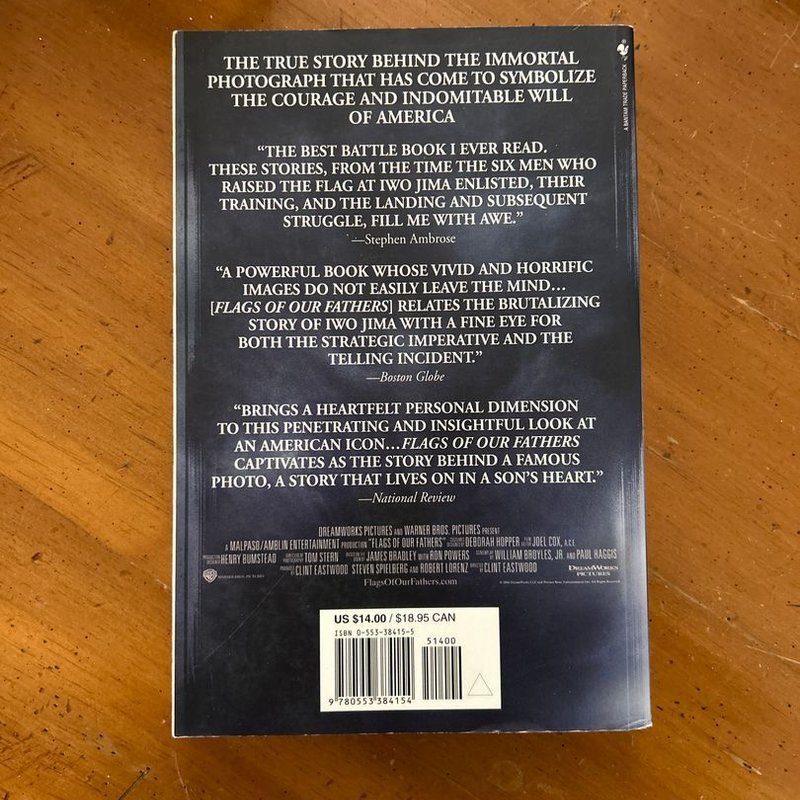 THE TRUE STORY BEHIND THE IMMORTAL
PHOTOGRAPH THAT HAS COME TO SYMBOLIZE
THE COURAGE AND INDOMITABLE WILL
OF AMERICA
“THE BEST BATTLE BOOK I EVER READ.
THESE STORIES, FROM THE TIME THE SIX MEN WHO
RAISED THE FLAG AT IWO JIMA ENLISTED, THEIR
TRAINING, AND THE LANDING AND SUBSEQUENT
STRUGGLE, FILL ME WITH AWE.”
—Stephen Ambrose
“A POWERFUL BOOK WHOSE VIVID AND HORRIFIC
IMAGES DO NOT EASILY LEAVE THE MIND...
[FLAGS OF OUR FATHERS] RELATES THE BRUTALIZING
STORY OF IWO JIMA WITH A FINE EYE FOR
BOTH THE STRATEGIC IMPERATIVE AND THE
TELLING INCIDENT.”
—Boston Globe
“BRINGS A HEARTFELT PERSONAL DIMENSION
TO THIS PENETRATING AND INSIGHTFUL LOOK AT
AN AMERICAN ICON...FLAGS OF OUR FATHERS
CAPTIVATES AS THE STORY BEHIND A FAMOUS
PHOTO, A STORY THAT LIVES ON IN A SON’S HEART.”
—National Review
DREAMWORKS PICTURES AND WARNER BROS. PICTURES PRESENT
A MALPASO/AMBLIN ENTERTAINMENT PRODUCTION “FLAGS OF OUR FATHERS” DEBORAH HOPPER JOEL COX, A.C.E.
HENRY BUMSTEAD TOM STERN JAMES BRADLEY WITH RON POWERS WILLIAM BROYLES, JR. AND PAUL HAGGIS
WARNER BROS. PICTURES CLINT EASTWOOD STEVEN SPIELBERG AND ROBERT LORENZ CLINT EASTWOOD DREAMWORKS PICTURES
FlagsOfOurFathers.com
US $14.00 / $18.95 CAN
ISBN 0-553-38415-5
51400
9 780553 384154
A BANTAM TRADE PAPERBACK